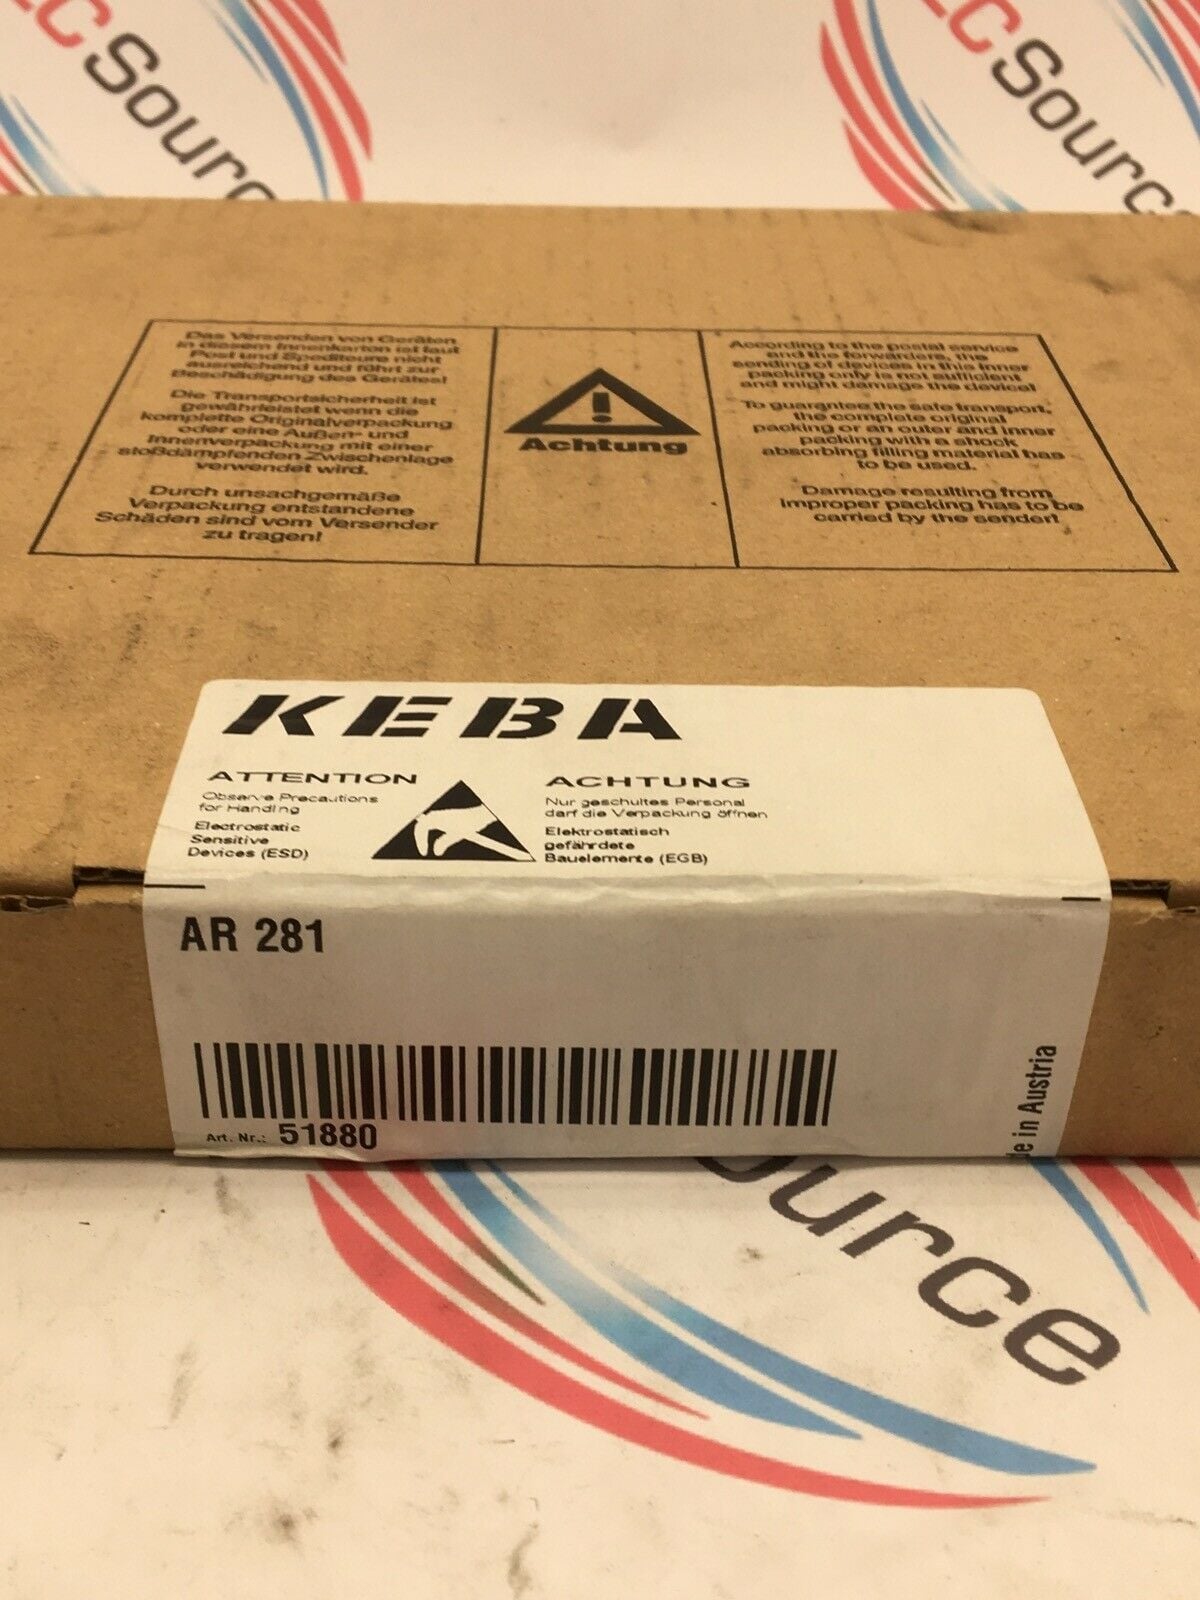 CSource
CSource
Das Versenden von Geräten
in diesem Innenkarton ist laut
Post und Spediteure nicht
ausreichend und führt zur
Beschädigung des Gerätes!
Die Transportsicherheit ist
gewährleistet wenn die
komplette Originalverpackung
oder eine Außen- und
Innenverpackung mit einer
stoßdämpfenden Zwischenlage
verwendet wird.
Durch unsachgemäße
Verpackung entstandene
Schäden sind vom Versender
zu tragen!
Achtung
According to the postal service
and the forwarders, the
sending of devices in this inner
packing only is not sufficient
and might damage the device!
To guarantee the safe transport,
the complete original
packing or an outer and inner
packing with a shock
absorbing filling material has
to be used.
Damage resulting from
improper packing has to be
carried by the sender!
KEBA
ATTENTION
Observe Precautions
for Handling
Electrostatic
Sensitive
Devices (ESD)
ACHTUNG
Nur geschultes Personal
darf die Verpackung öffnen
Elektrostatisch
gefährdete
Bauelemente (EGB)
AR 281
Art. Nr.: 51880
de in Austria
ource